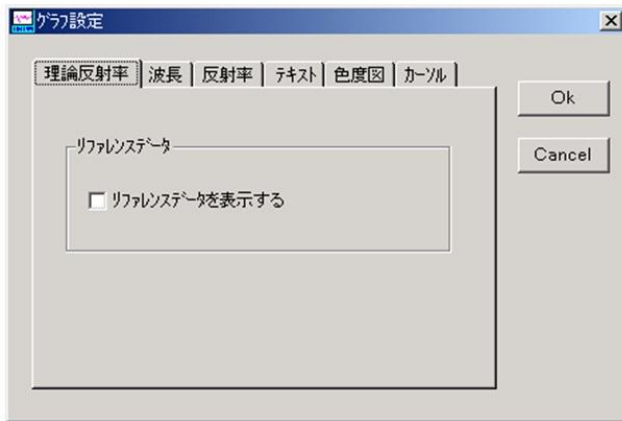 ｸﾞﾗﾌ設定
理論反射率 波長 反射率 ﾃｷｽﾄ 色度図 ｶｰｿﾙ
Ok
ﾘﾌｧﾚﾝｽﾃﾞｰﾀ
Cancel
ﾘﾌｧﾚﾝｽﾃﾞｰﾀを表示する